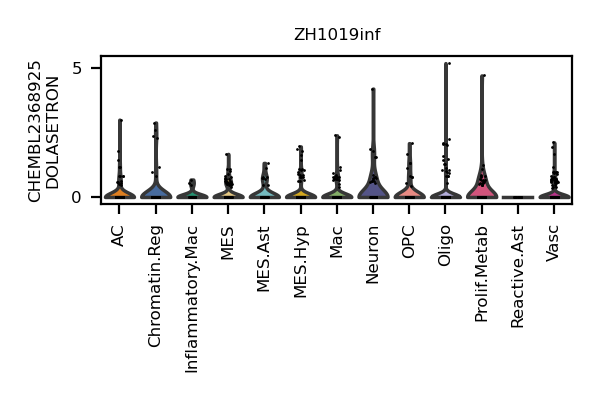 ZH1019inf
CHEMBL2368925
DOLASETRON
5
0
AC
Chromatin.Reg
Inflammatory.Mac
MES
MES.Ast
MES.Hyp
Mac
Neuron
OPC
Oligo
Prolif.Metab
Reactive.Ast
Vasc